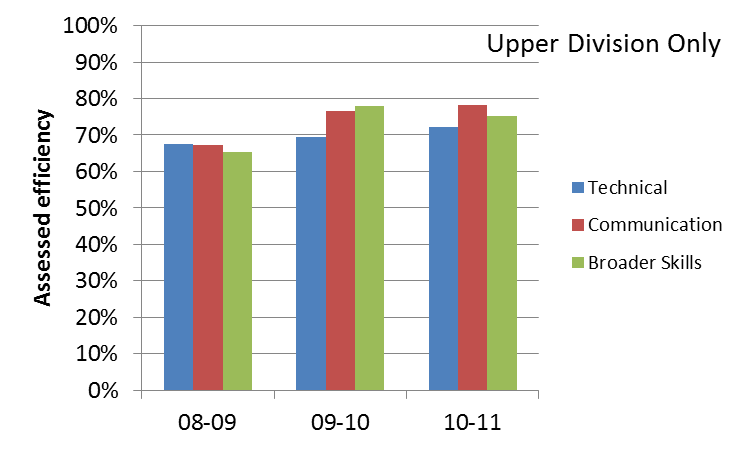 Upper Division Only
Assessed efficiency
100%
90%
80%
70%
60%
50%
40%
30%
20%
10%
0%
08-09
09-10
10-11
Technical
Communication
Broader Skills